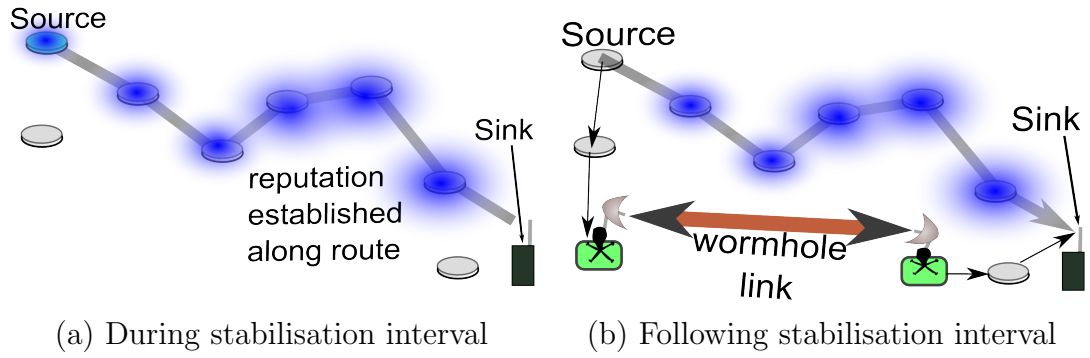 Source
Sink
reputation
established
along route
(a) During stabilisation interval
Source
Sink
wormhole
link
(b) Following stabilisation interval